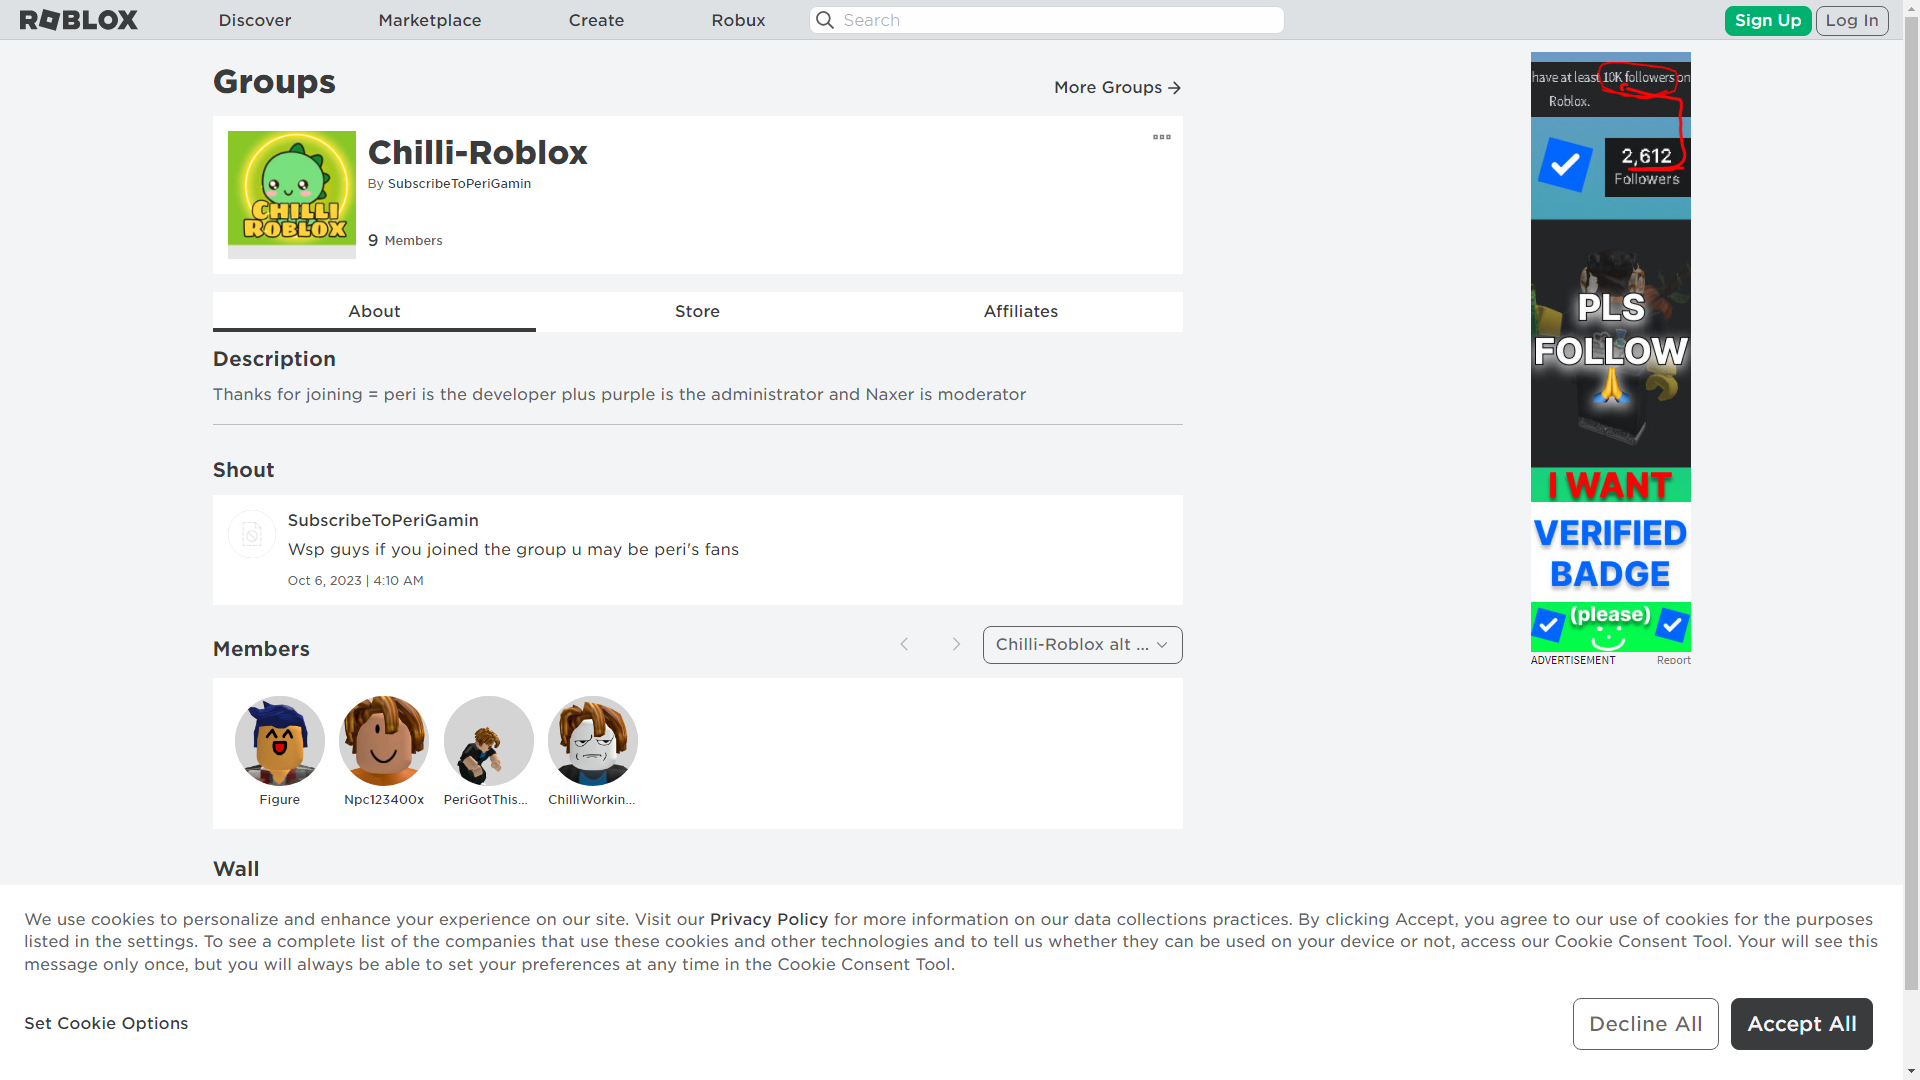 ROBLOX
Discover
Marketplace
Create
Robux
Search
Sign Up
Log In
Groups
More Groups
CHILLI
ROBLOX
Chilli-Roblox
By SubscribeToPeriGamin
9 Members
About
Store
Affiliates
Description
Thanks for joining = peri is the developer plus purple is the administrator and Naxer is moderator
Shout
SubscribeToPeriGamin
Wsp guys if you joined the group u may be peri's fans
Oct 6, 2023 | 4:10 AM
Members
Chilli-Roblox alt ...
Figure
Npc123400x
PeriGotThis...
ChilliWorkin...
Wall
have at least 10K followers on
Roblox.
2,612
Followers
PLS
FOLLOW
I WANT
VERIFIED
BADGE
(please)
ADVERTISEMENT
Report
We use cookies to personalize and enhance your experience on our site. Visit our Privacy Policy for more information on our data collections practices. By clicking Accept, you agree to our use of cookies for the purposes
listed in the settings. To see a complete list of the companies that use these cookies and other technologies and to tell us whether they can be used on your device or not, access our Cookie Consent Tool. Your will see this
message only once, but you will always be able to set your preferences at any time in the Cookie Consent Tool.
Set Cookie Options
Decline All
Accept All